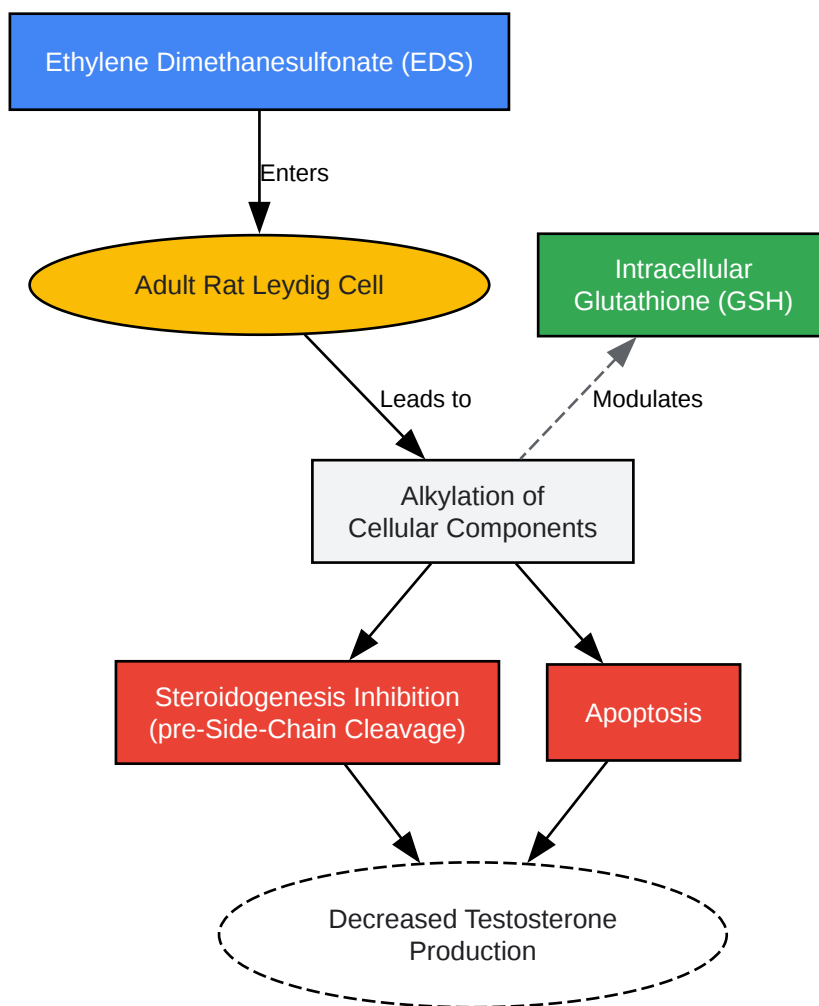 Ethylene Dimethanesulfonate (EDS)
Enters
Adult Rat Leydig Cell
Intracellular
Glutathione (GSH)
Leads to
Modulates
Alkylation of
Cellular Components
Steroidogenesis Inhibition
(pre-Side-Chain Cleavage)
Apoptosis
Decreased Testosterone
Production